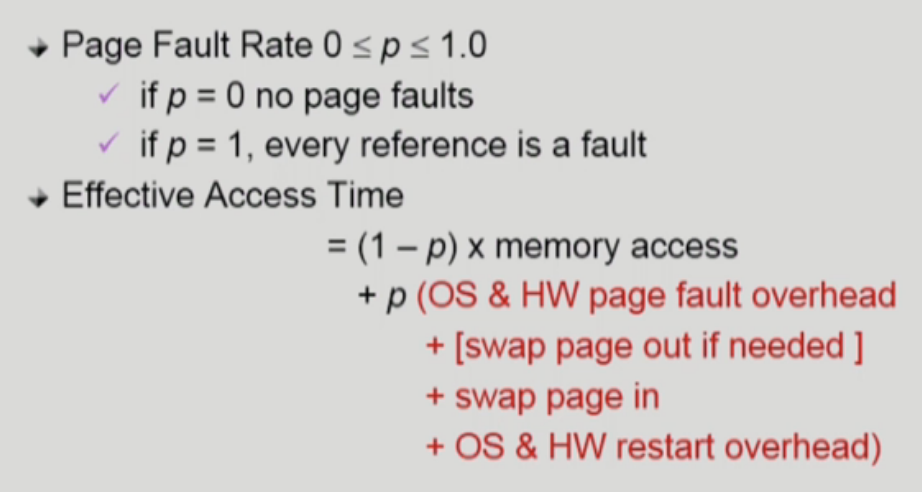 Page Fault Rate 0 ≤ p ≤ 1.0
✓ if p = 0 no page faults
✓ if p = 1, every reference is a fault
Effective Access Time
= (1 – p) x memory access
+ p (OS & HW page fault overhead
+ [swap page out if needed ]
+ swap page in
+ OS & HW restart overhead)